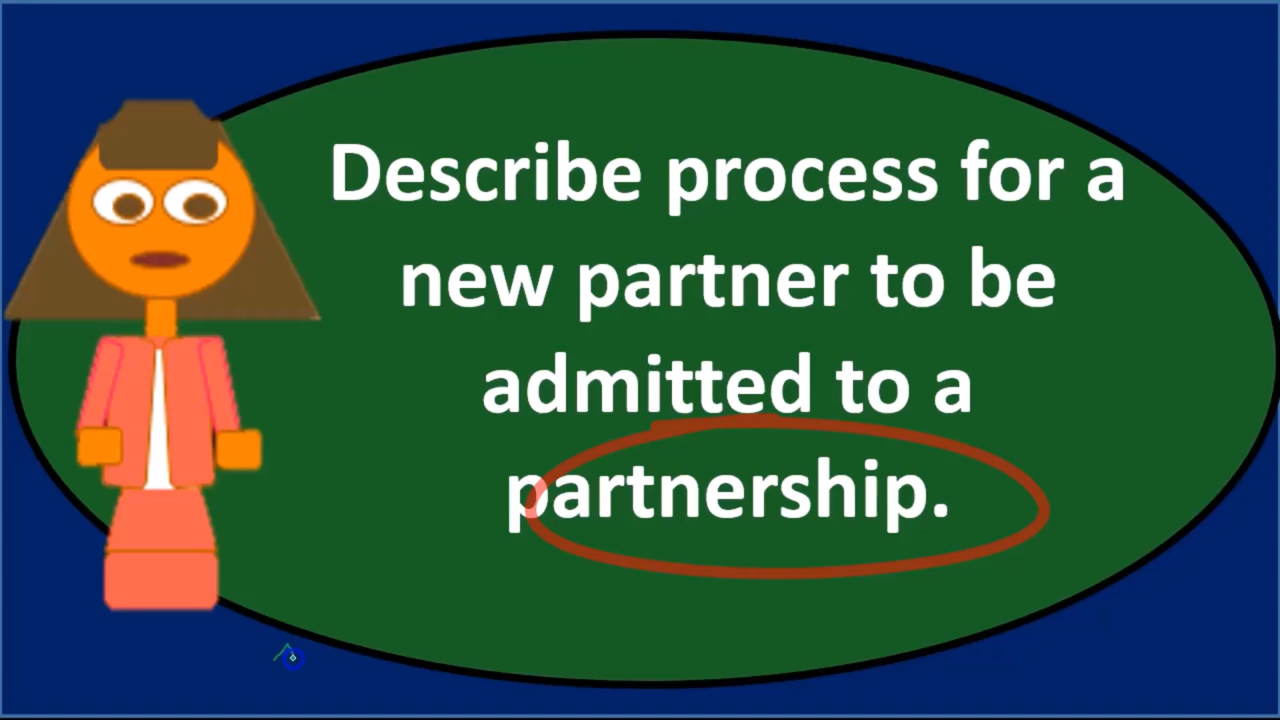 Describe process for a
new partner to be
admitted to a
partnership.